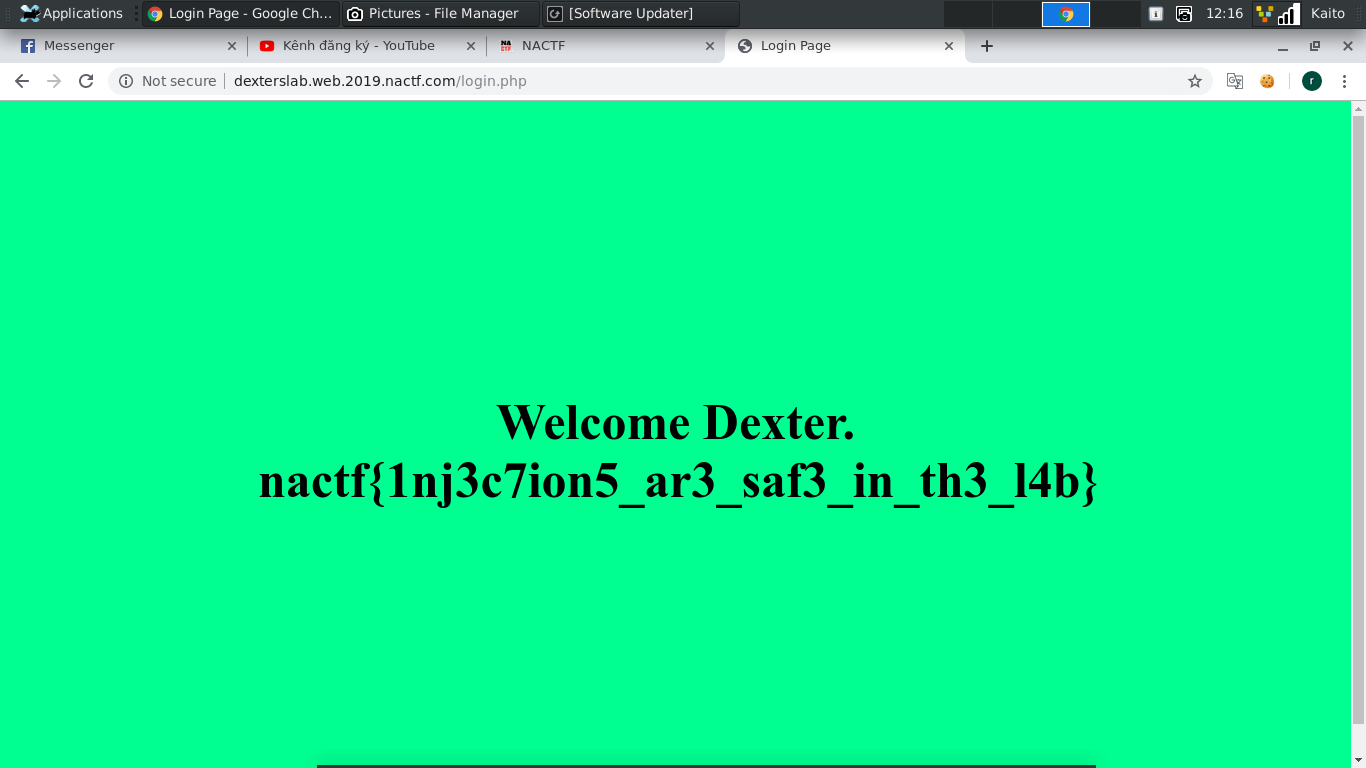 Applications
Login Page - Google Ch...
Pictures - File Manager
[Software Updater]
12:16
Kaito
Messenger
Kênh đăng ký - YouTube
NACTF
Login Page
Not secure
dexterslab.web.2019.nactf.com/login.php
r
Welcome Dexter.
nactf{1nj3c7ion5_ar3_saf3_in_th3_l4b}